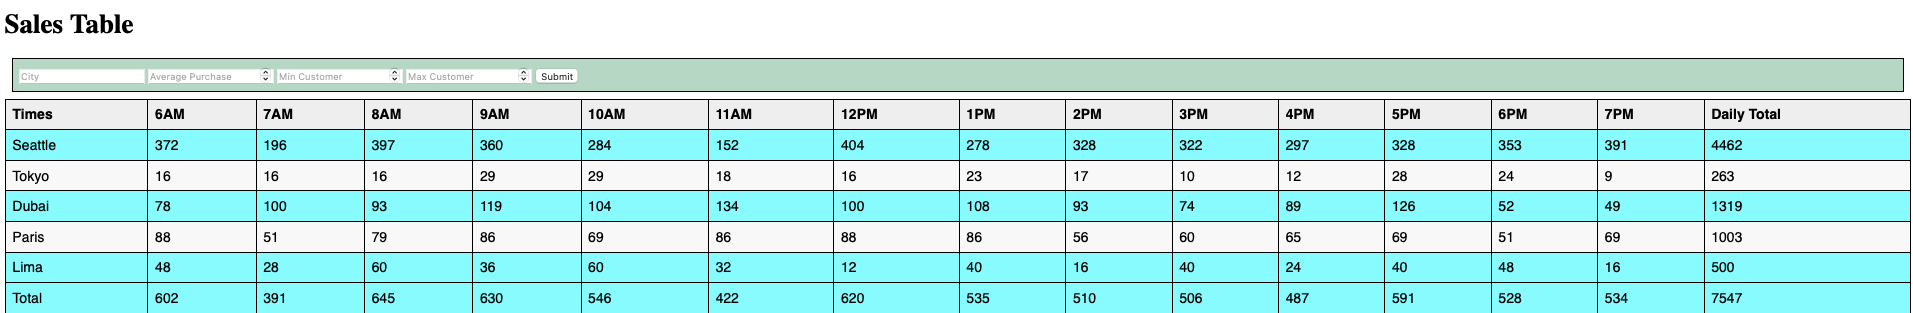 Sales Table
City Average Purchase Min Customer Max Customer Submit
Times 6AM 7AM 8AM 9AM 10AM 11AM 12PM 1PM 2PM 3PM 4PM 5PM 6PM 7PM Daily Total
Seattle 372 196 397 360 284 152 404 278 328 322 297 328 353 391 4462
Tokyo 16 16 16 29 29 18 16 23 17 10 12 28 24 9 263
Dubai 78 100 93 119 104 134 100 108 93 74 89 126 52 49 1319
Paris 88 51 79 86 69 86 88 86 56 60 65 69 51 69 1003
Lima 48 28 60 36 60 32 12 40 16 40 24 40 48 16 500
Total 602 391 645 630 546 422 620 535 510 506 487 591 528 534 7547